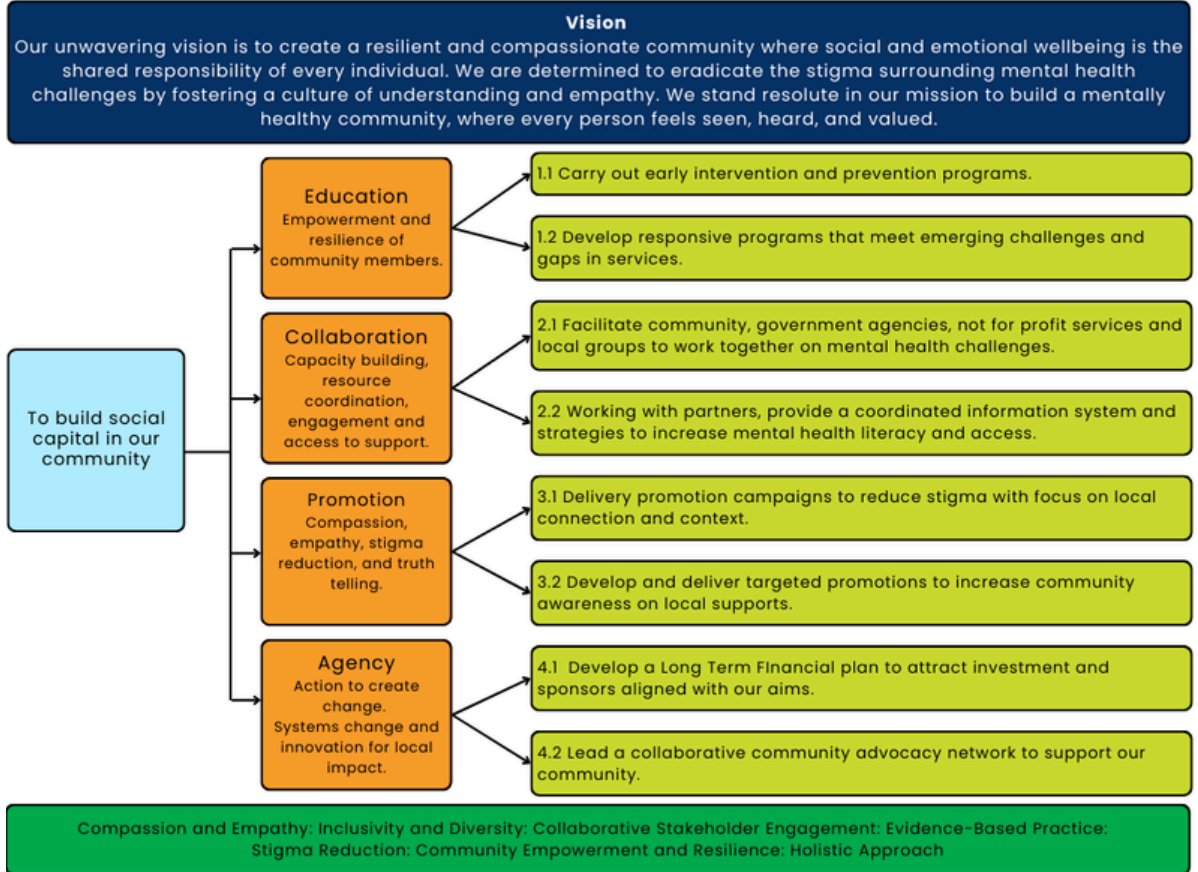 Vision
Our unwavering vision is to create a resilient and compassionate community where social and emotional wellbeing is the
shared responsibility of every individual. We are determined to eradicate the stigma surrounding mental health
challenges by fostering a culture of understanding and empathy. We stand resolute in our mission to build a mentally
healthy community, where every person feels seen, heard, and valued.
To build social
capital in our
community
Education
Empowerment and
resilience of
community members.
1.1 Carry out early intervention and prevention programs.
1.2 Develop responsive programs that meet emerging challenges and
gaps in services.
Collaboration
Capacity building,
resource
coordination,
engagement and
access to support.
2.1 Facilitate community, government agencies, not for profit services and
local groups to work together on mental health challenges.
2.2 Working with partners, provide a coordinated information system and
strategies to increase mental health literacy and access.
Promotion
Compassion,
empathy, stigma
reduction, and truth
telling.
3.1 Delivery promotion campaigns to reduce stigma with focus on local
connection and context.
3.2 Develop and deliver targeted promotions to increase community
awareness on local supports.
Agency
Action to create
change.
Systems change and
innovation for local
impact.
4.1 Develop a Long Term FInancial plan to attract investment and
sponsors aligned with our aims.
4.2 Lead a collaborative community advocacy network to support our
community.
Compassion and Empathy: Inclusivity and Diversity: Collaborative Stakeholder Engagement: Evidence-Based Practice:
Stigma Reduction: Community Empowerment and Resilience: Holistic Approach